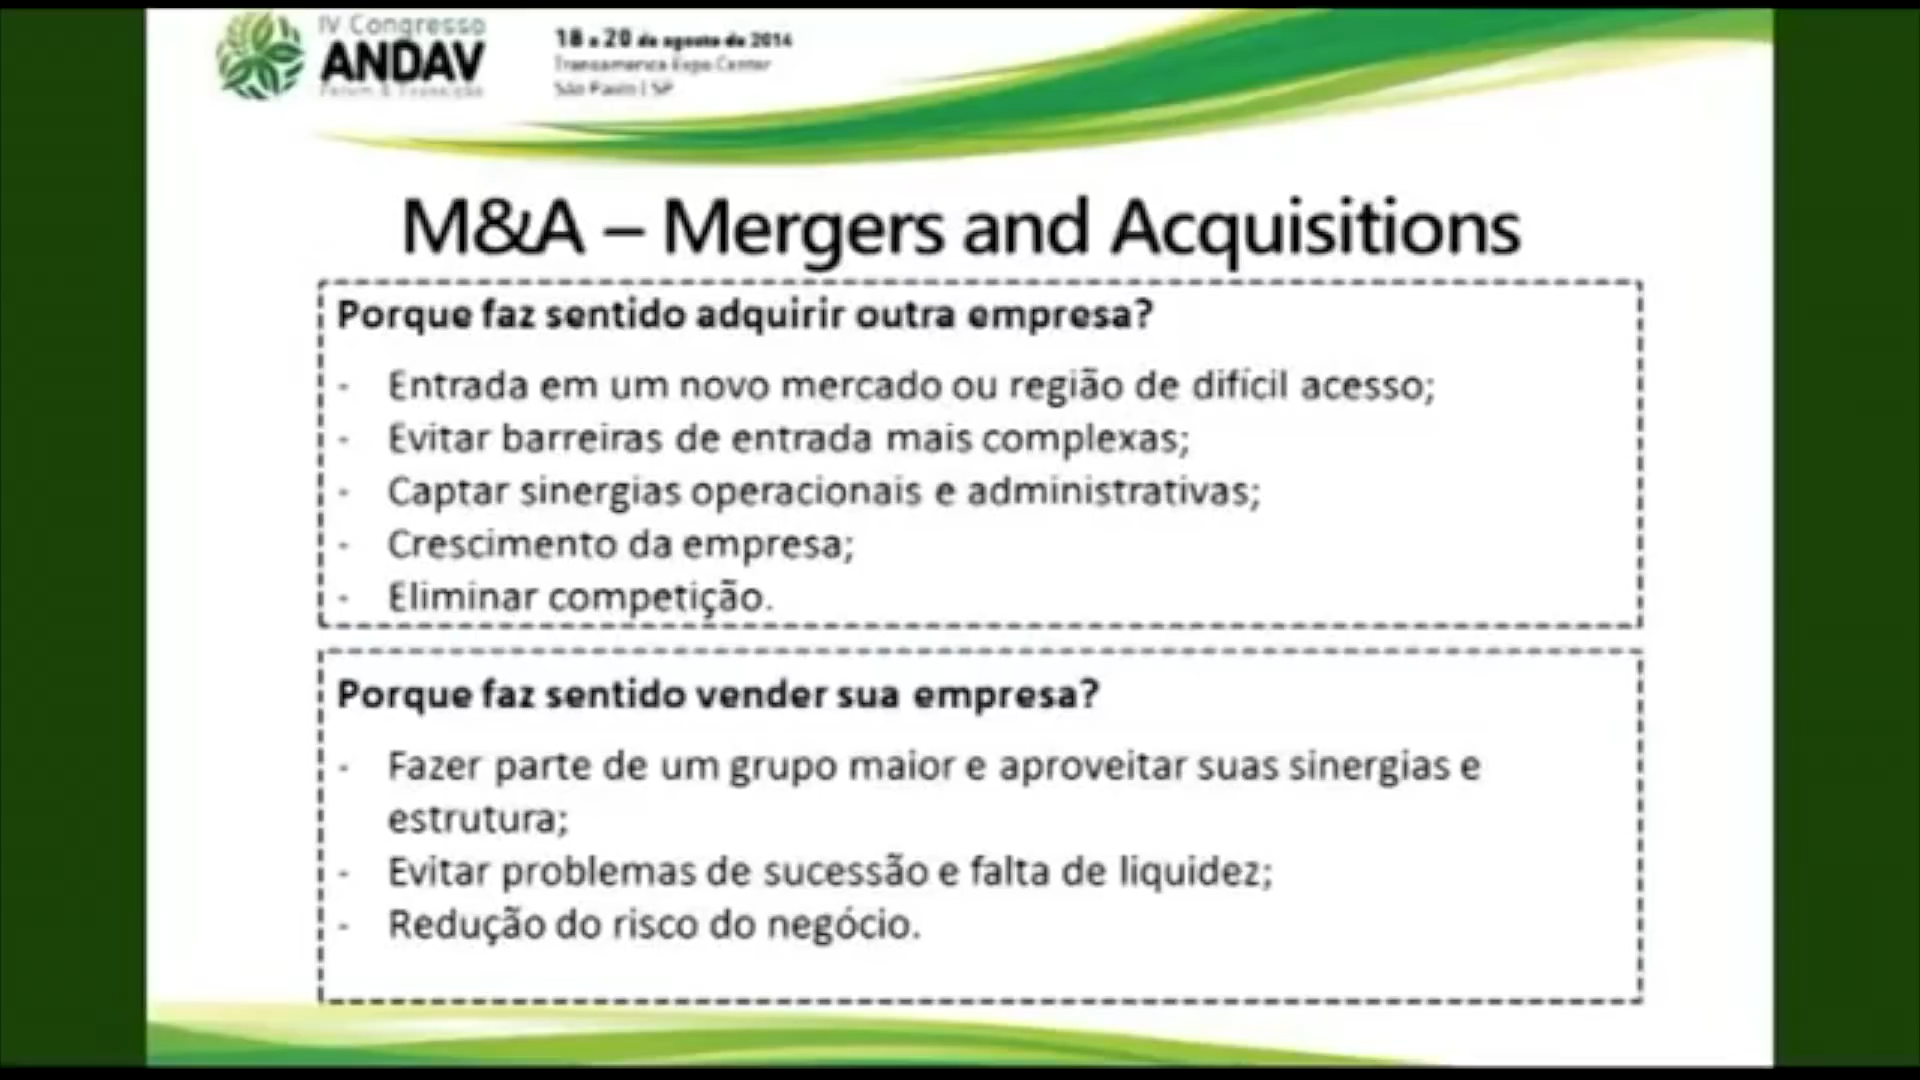 IV Congresso
ANDAV
18 a 20 de agosto de 2014
Transamerica Expo Center
São Paulo | SP
M&A – Mergers and Acquisitions
Porque faz sentido adquirir outra empresa?
- Entrada em um novo mercado ou região de difícil acesso;
- Evitar barreiras de entrada mais complexas;
- Captar sinergias operacionais e administrativas;
- Crescimento da empresa;
- Eliminar competição.
Porque faz sentido vender sua empresa?
- Fazer parte de um grupo maior e aproveitar suas sinergias e
estrutura;
- Evitar problemas de sucessão e falta de liquidez;
- Redução do risco do negócio.